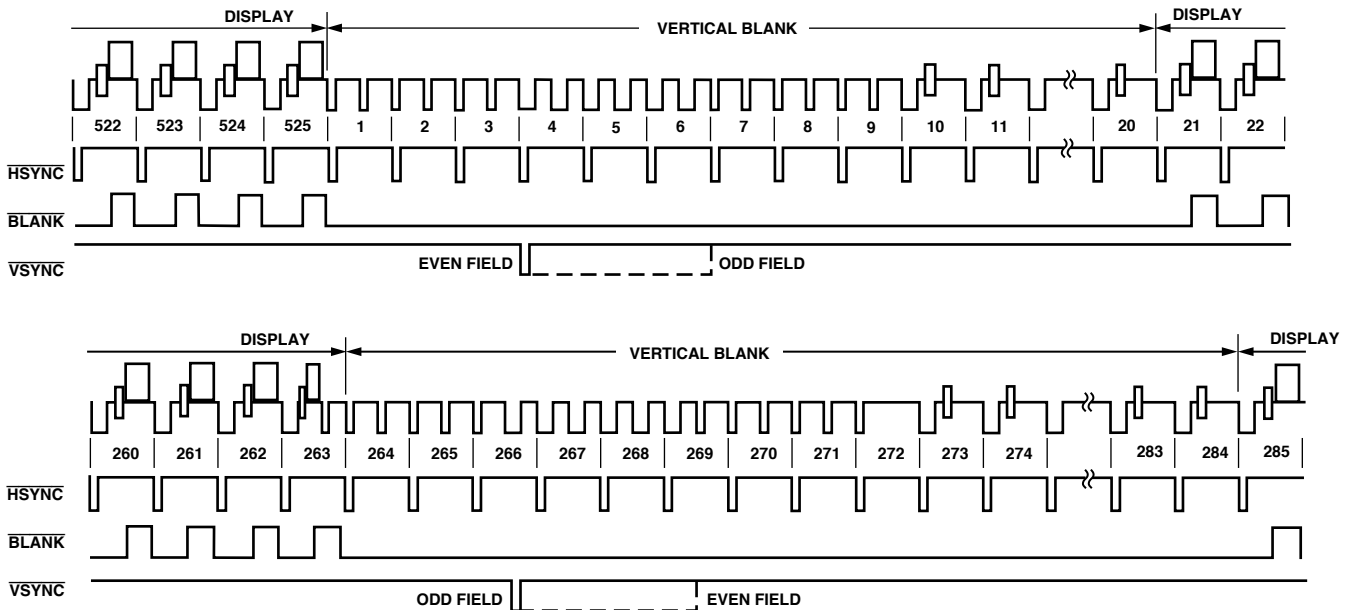 DISPLAY VERTICAL BLANK DISPLAY
522 523 524 525 1 2 3 4 5 6 7 8 9 10 11 20 21 22
HSYNC
BLANK
VSYNC EVEN FIELD ODD FIELD
DISPLAY VERTICAL BLANK DISPLAY
260 261 262 263 264 265 266 267 268 269 270 271 272 273 274 283 284 285
HSYNC
BLANK
VSYNC ODD FIELD EVEN FIELD